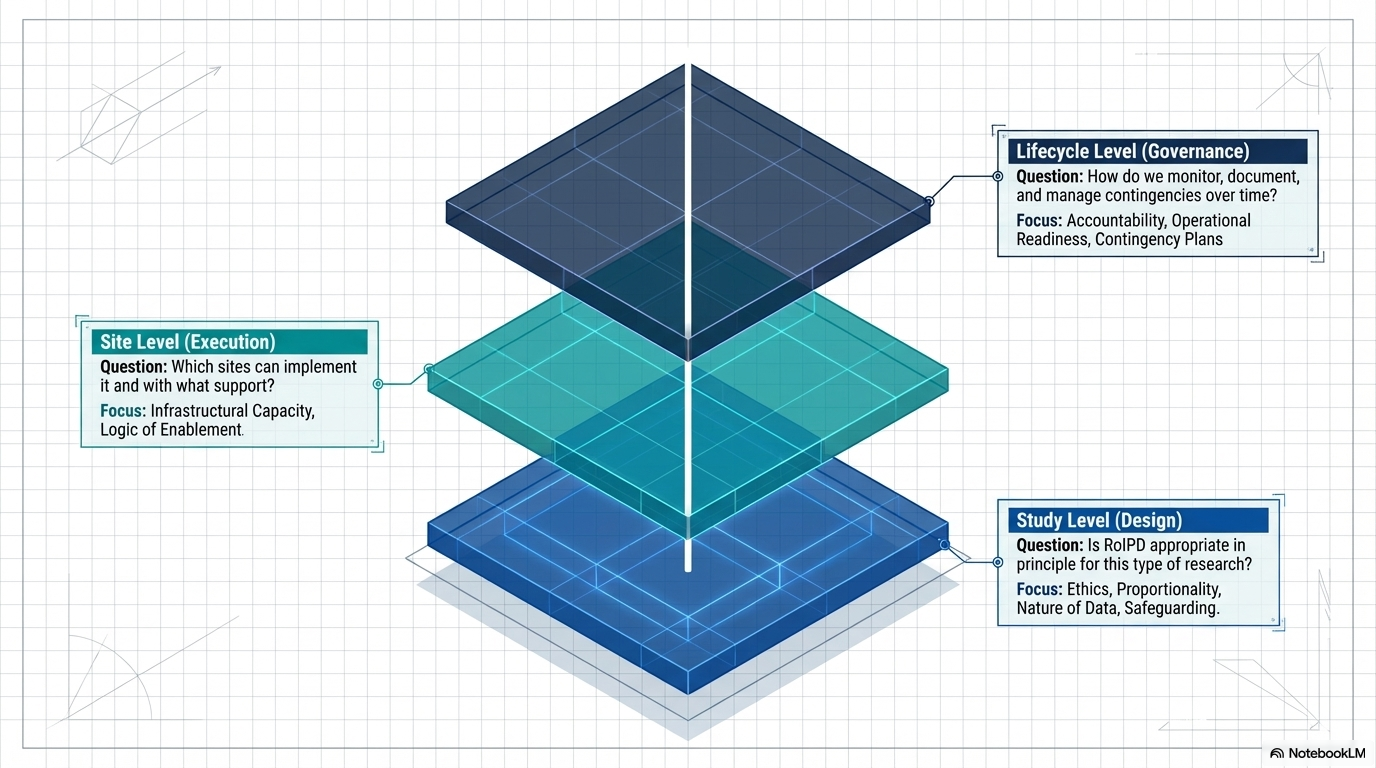 Lifecycle Level (Governance)
Question: How do we monitor, document,
and manage contingencies over time?
Focus: Accountability, Operational
Readiness, Contingency Plans
Site Level (Execution)
Question: Which sites can implement
it and with what support?
Focus: Infrastructural Capacity,
Logic of Enablement.
Study Level (Design)
Question: Is RoIPD appropriate in
principle for this type of research?
Focus: Ethics, Proportionality,
Nature of Data, Safeguarding.
NotebookLM